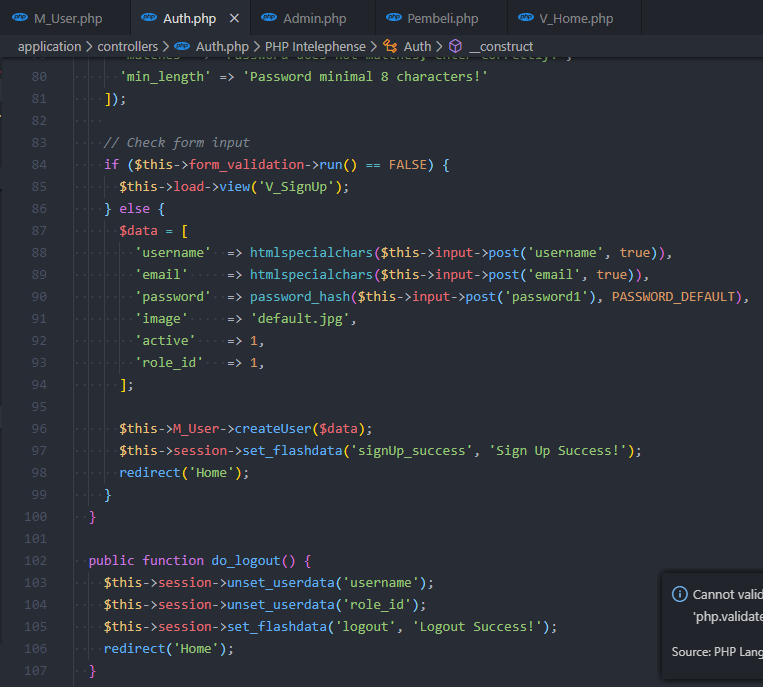 M_User.php Auth.php Admin.php Pembeli.php V_Home.php
application > controllers > Auth.php > PHP Intelephense > Auth > __construct
80 'min_length' => 'Password minimal 8 characters!'
81 ]);
82
83 // Check form input
84 if ($this->form_validation->run() == FALSE) {
85 $this->load->view('V_SignUp');
86 } else {
87 $data = [
88 'username' => htmlspecialchars($this->input->post('username', true)),
89 'email' => htmlspecialchars($this->input->post('email', true)),
90 'password' => password_hash($this->input->post('password1'), PASSWORD_DEFAULT),
91 'image' => 'default.jpg',
92 'active' => 1,
93 'role_id' => 1,
94 ];
95
96 $this->M_User->createUser($data);
97 $this->session->set_flashdata('signUp_success', 'Sign Up Success!');
98 redirect('Home');
99 }
100 }
101
102 public function do_logout() {
103 $this->session->unset_userdata('username');
104 $this->session->unset_userdata('role_id');
105 $this->session->set_flashdata('logout', 'Logout Success!');
106 redirect('Home');
107 }
Cannot valid
'php.validate
Source: PHP Lang